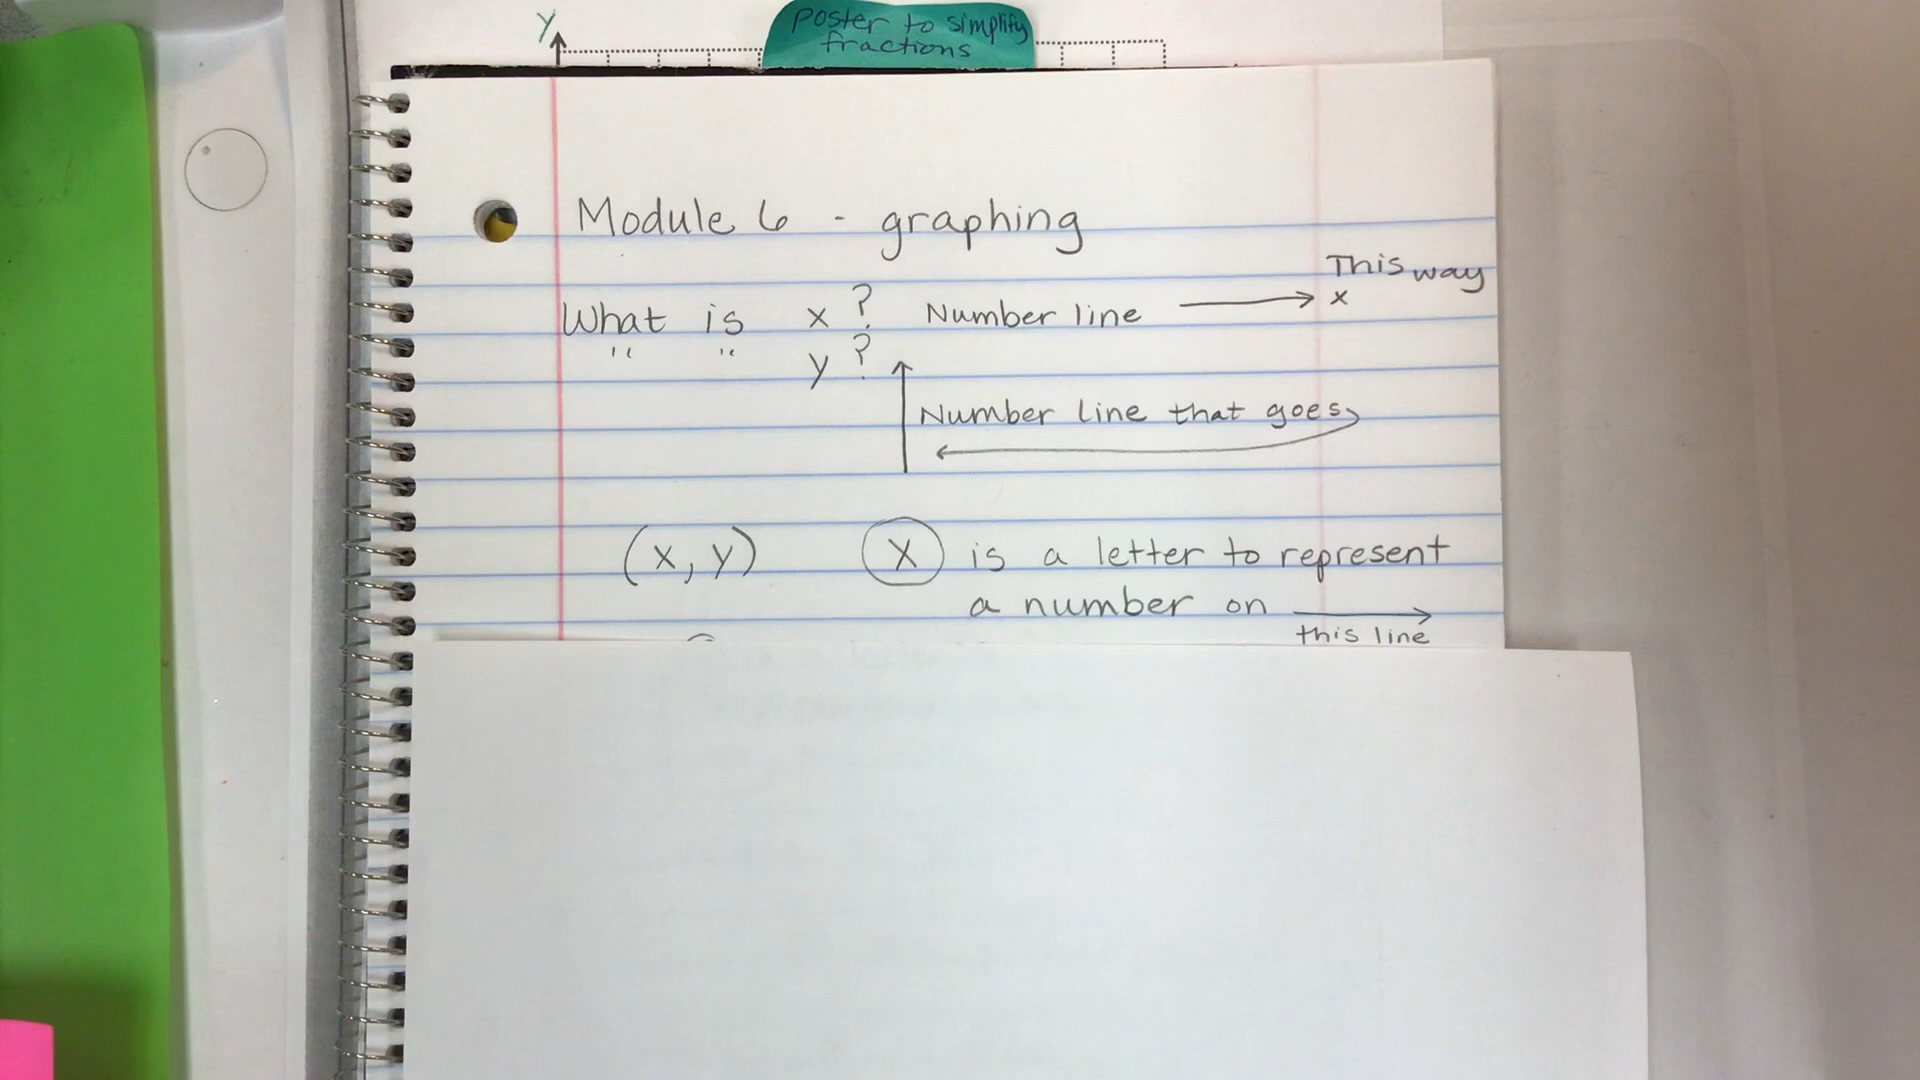 Y
Poster to simplify
fractions
Module 6 - graphing
This way
What is x? Number line → x
" " y?
Number line that goes
(x, y) X is a letter to represent
a number on →
this line